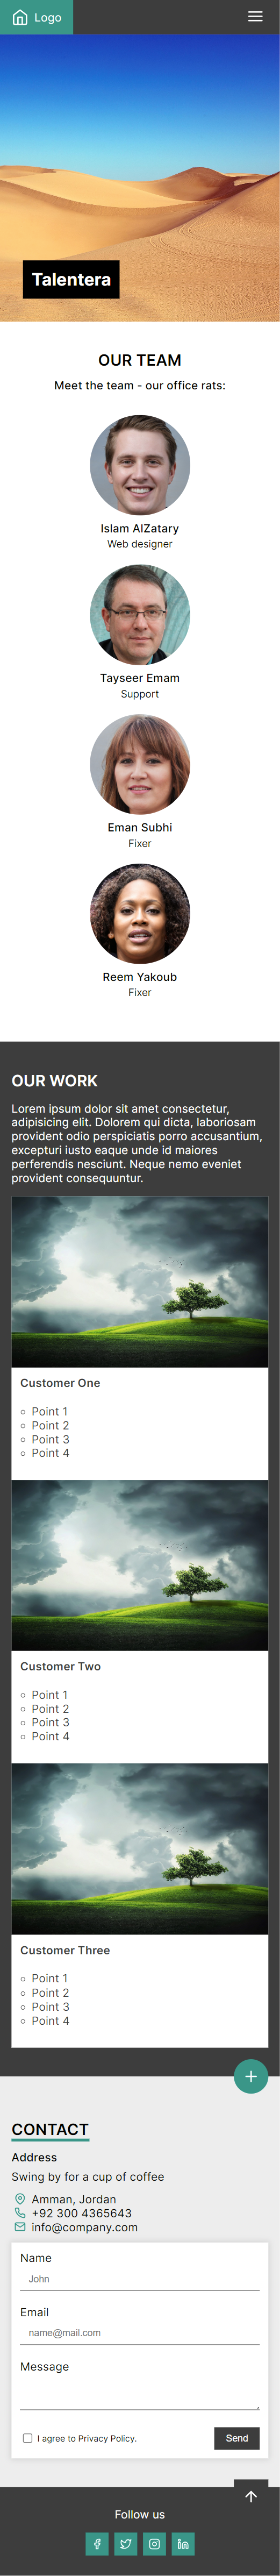 Logo
Talentera
OUR TEAM
Meet the team - our office rats:
Islam AlZatary
Web designer
Tayseer Emam
Support
Eman Subhi
Fixer
Reem Yakoub
Fixer
OUR WORK
Lorem ipsum dolor sit amet consectetur,
adipisicing elit. Dolorem qui dicta, laboriosam
provident odio perspiciatis porro accusantium,
excepturi iusto eaque unde id maiores
perferendis nesciunt. Neque nemo eveniet
provident consequuntur.
Customer One
Point 1
Point 2
Point 3
Point 4
Customer Two
Point 1
Point 2
Point 3
Point 4
Customer Three
Point 1
Point 2
Point 3
Point 4
CONTACT
Address
Swing by for a cup of coffee
Amman, Jordan
+92 300 4365643
info@company.com
Name
John
Email
name@mail.com
Message
I agree to Privacy Policy.
Send
Follow us